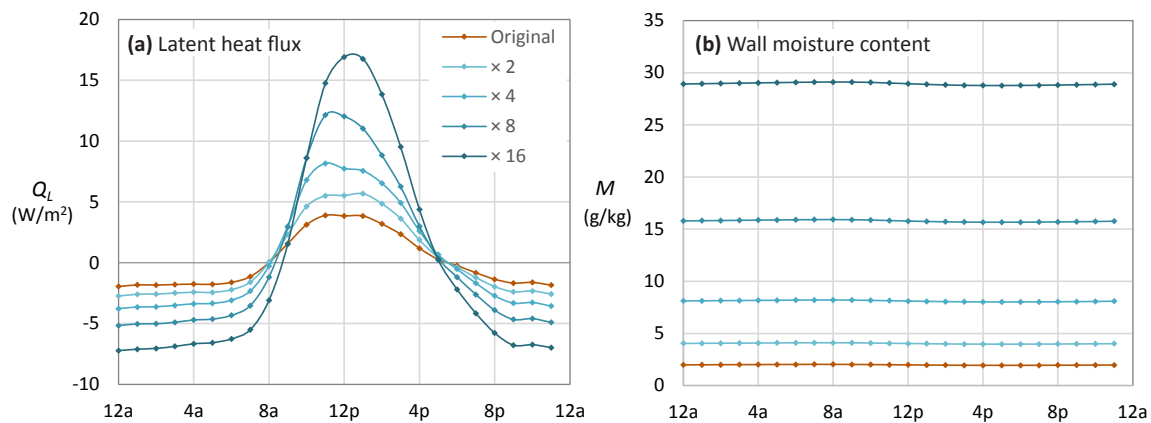 (a) Latent heat flux
Original
× 2
× 4
× 8
× 16
20
15
10
5
0
-5
-10
Q_L
(W/m²)
12a 4a 8a 12p 4p 8p 12a
(b) Wall moisture content
35
30
25
20
15
10
5
0
M
(g/kg)
12a 4a 8a 12p 4p 8p 12a